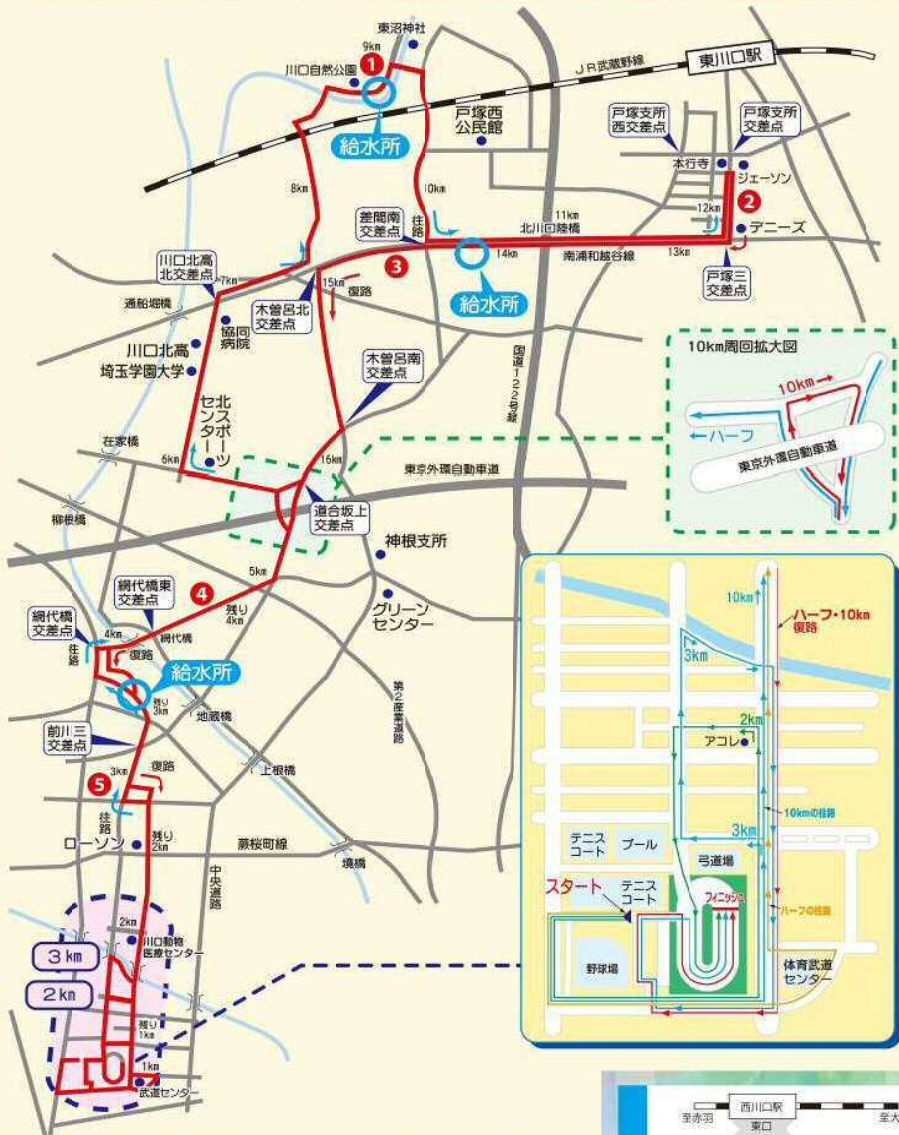 東沼神社
9km
川口自然公園
1
JR武蔵野線
東川口駅
給水所
戸塚西
公民館
戸塚支所
西交差点
戸塚支所
交差点
本行寺
ジェーソン
8km
10km
12km
2
差間南
交差点
往路
11km
北川口陸橋
デニーズ
川口北高
北交差点
7km
3
14km
南浦和越谷線
13km
戸塚三
交差点
15km
復路
給水所
通船堀橋
協同
病院
木曽呂北
交差点
川口北高
埼玉学園大学
木曽呂南
交差点
国道122号線
10km周回拡大図
10km→
←ハーフ
東京外環自動車道
北スポーツ
センター
在家橋
6km
16km
東京外環自動車道
柳根橋
道合坂上
交差点
神根支所
5km
網代橋東
交差点
4
残り
4km
グリーン
センター
網代橋
交差点
4km
網代橋
往路
復路
給水所
残り
3km
地蔵橋
第2産業道路
前川三
交差点
上根橋
3km
復路
5
往路
ローソン
残り
2km
蕨桜町線
境橋
中央道路
2km
川口動物
医療センター
3km
2km
残り
1km
1km
武道センター
10km↑
ハーフ・10km
復路
3km
2km
アコレ
10kmの往路
3km
テニス
コート
プール
弓道場
スタート
テニス
コート
フィニッシュ
ハーフの往路
野球場
体育武道
センター
西川口駅
至赤羽
東口
至大